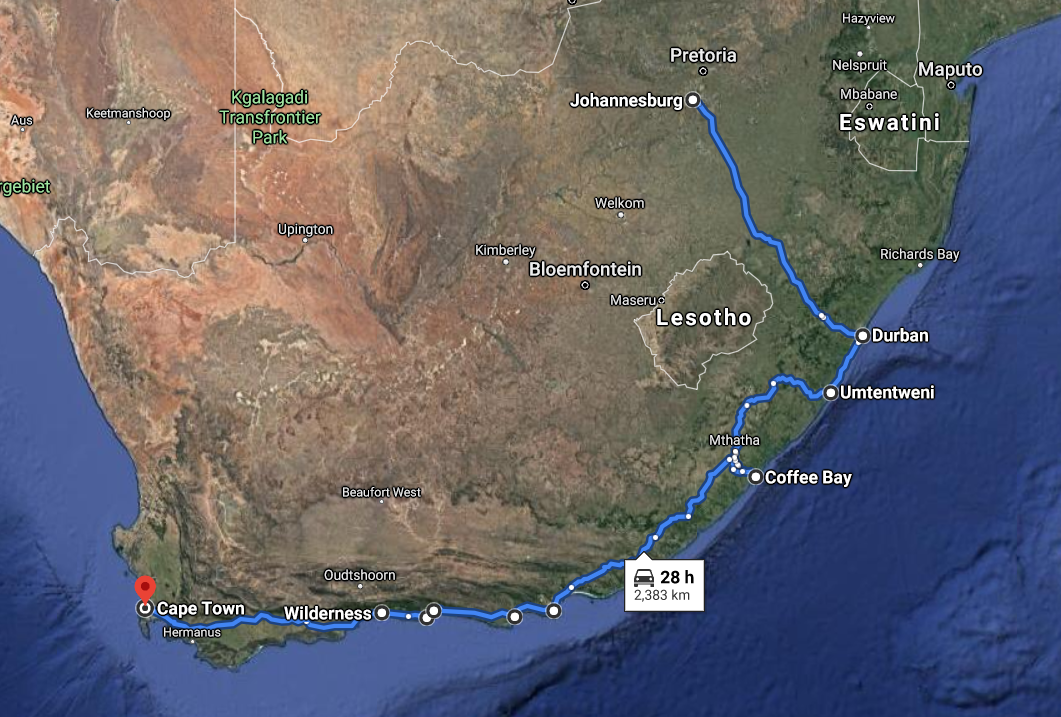 Hazyview
Pretoria
Nelspruit
Maputo
Johannesburg
Kgalagadi
Transfrontier
Park
Keetmanshoop
Aus
Mbabane
Eswatini
rgebiet
Welkom
Upington
Kimberley
Richards Bay
Bloemfontein
Maseru
Lesotho
Durban
Umtentweni
Mthatha
Coffee Bay
Beaufort West
28 h
2,383 km
Oudtshoorn
Cape Town
Wilderness
Hermanus